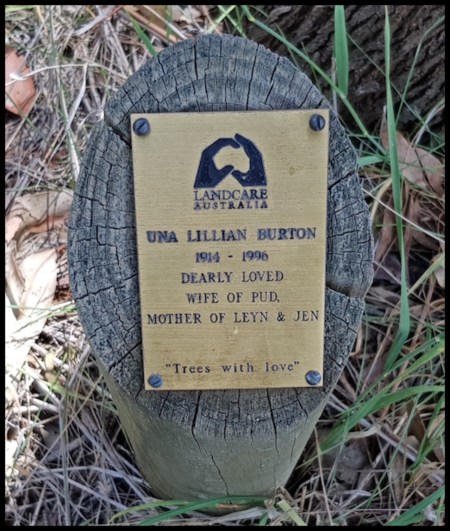 LANDCARE
AUSTRALIA
UNA LILLIAN BURTON
1914 - 1996
DEARLY LOVED
WIFE OF PUD,
MOTHER OF LEYN & JEN
"Trees with love"